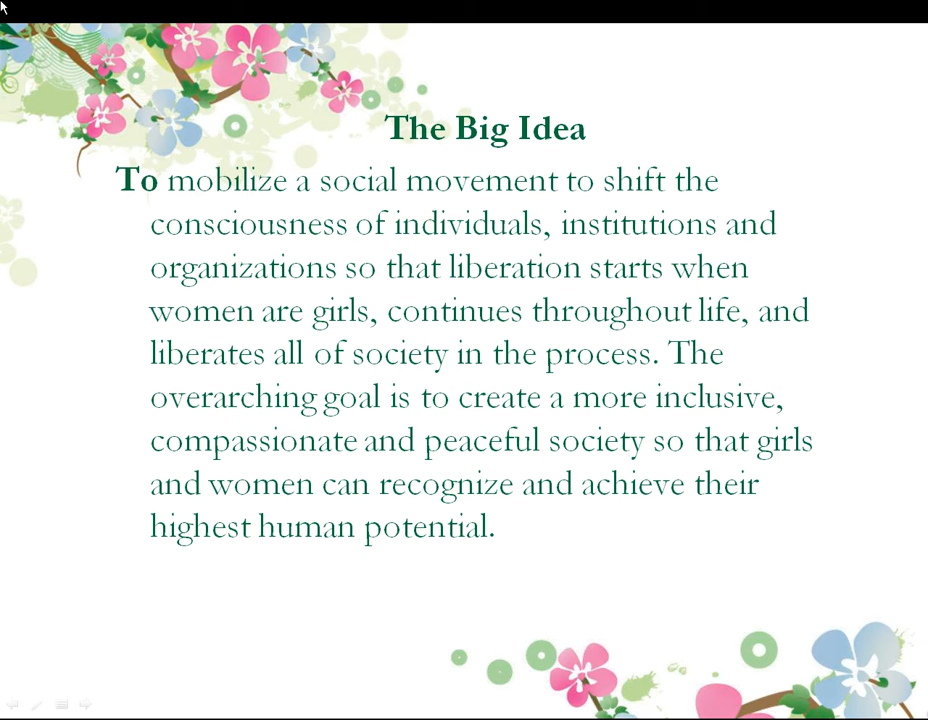 The Big Idea
To mobilize a social movement to shift the
consciousness of individuals, institutions and
organizations so that liberation starts when
women are girls, continues throughout life, and
liberates all of society in the process. The
overarching goal is to create a more inclusive,
compassionate and peaceful society so that girls
and women can recognize and achieve their
highest human potential.